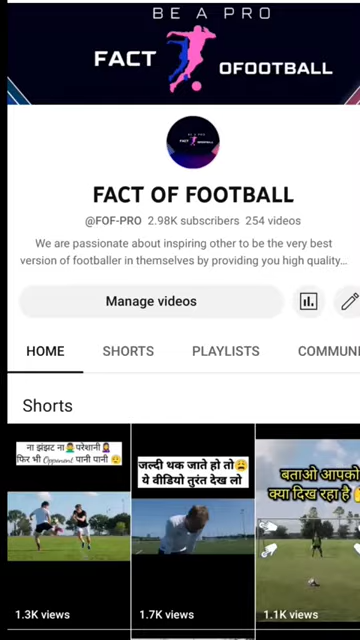 BE A PRO
FACT OFOOTBALL
FACT OF FOOTBALL
@FOF-PRO 2.98K subscribers 254 videos
We are passionate about inspiring other to be the very best
version of footballer in themselves by providing you high quality...
Manage videos
HOME SHORTS PLAYLISTS COMMUN
Shorts
ना झंझट ना परेशानी
फिर भी Opponent पानी पानी
1.3K views
जल्दी थक जाते हो तो
ये वीडियो तुरंत देख लो
1.7K views
बताओ आपको
क्या दिख रहा है
1.1K views